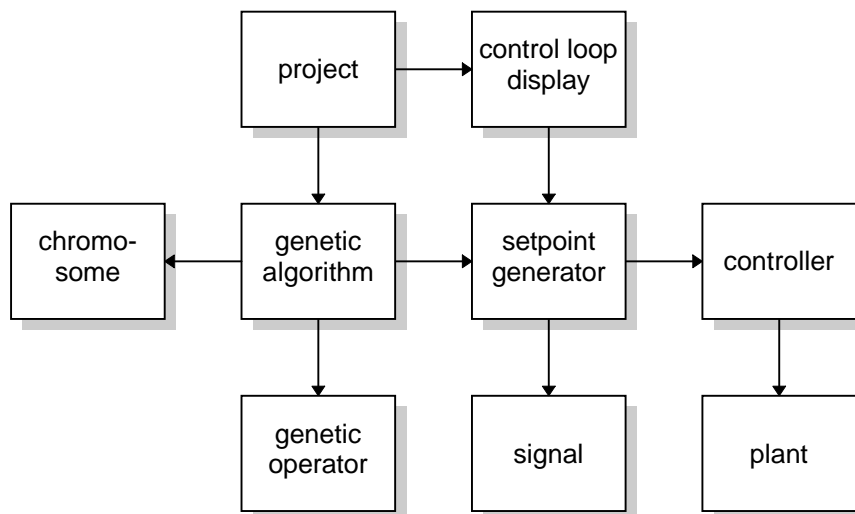 project
control loop
display
chromo-
some
genetic
algorithm
setpoint
generator
controller
genetic
operator
signal
plant